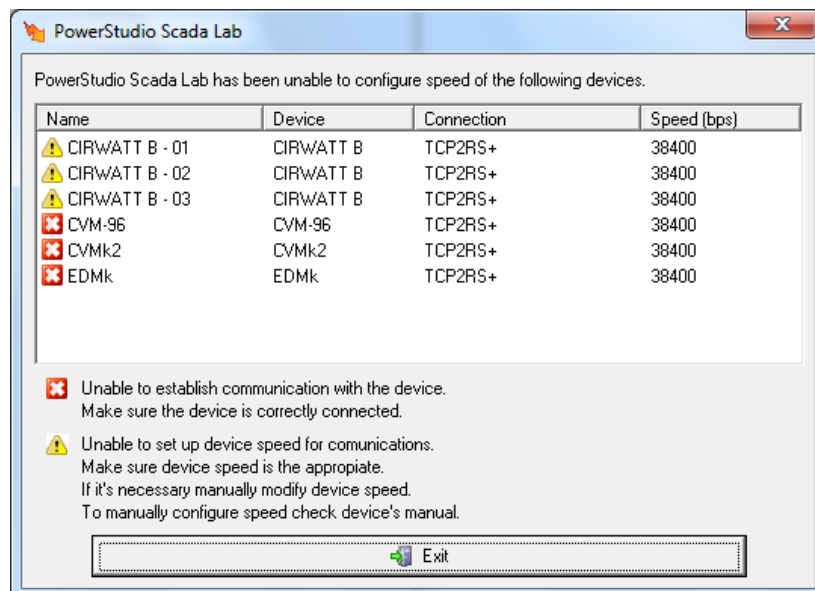 PowerStudio Scada Lab
PowerStudio Scada Lab has been unable to configure speed of the following devices.
Name Device Connection Speed (bps)
CIRWATT B - 01 CIRWATT B TCP2RS+ 38400
CIRWATT B - 02 CIRWATT B TCP2RS+ 38400
CIRWATT B - 03 CIRWATT B TCP2RS+ 38400
CVM-96 CVM-96 TCP2RS+ 38400
CVMk2 CVMk2 TCP2RS+ 38400
EDMk EDMk TCP2RS+ 38400
Unable to establish communication with the device.
Make sure the device is correctly connected.
Unable to set up device speed for comunications.
Make sure device speed is the appropiate.
If it's necessary manually modify device speed.
To manually configure speed check device's manual.
Exit